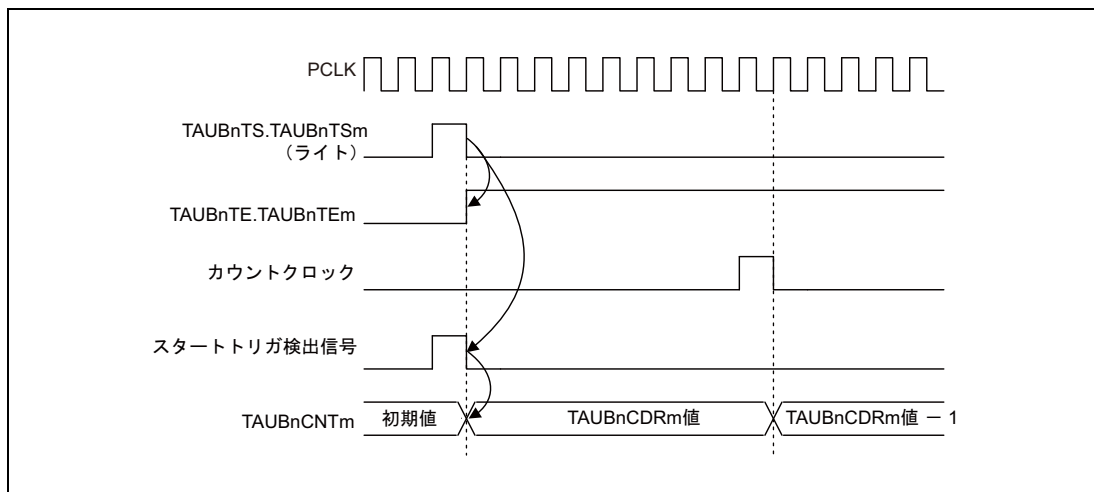 PCLK
TAUBnTS.TAUBnTSm
（ライト）
TAUBnTE.TAUBnTEm
カウントクロック
スタートトリガ検出信号
TAUBnCNTm
初期値
TAUBnCDRm値
TAUBnCDRm値 － 1